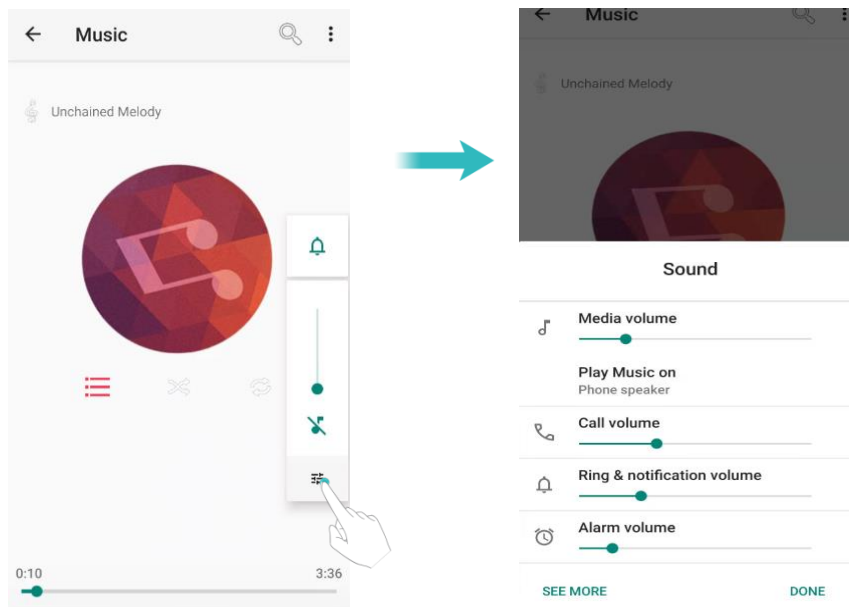 Music
Unchained Melody
0:10
3:36
Music
Unchained Melody
Sound
Media volume
Play Music on
Phone speaker
Call volume
Ring & notification volume
Alarm volume
SEE MORE
DONE